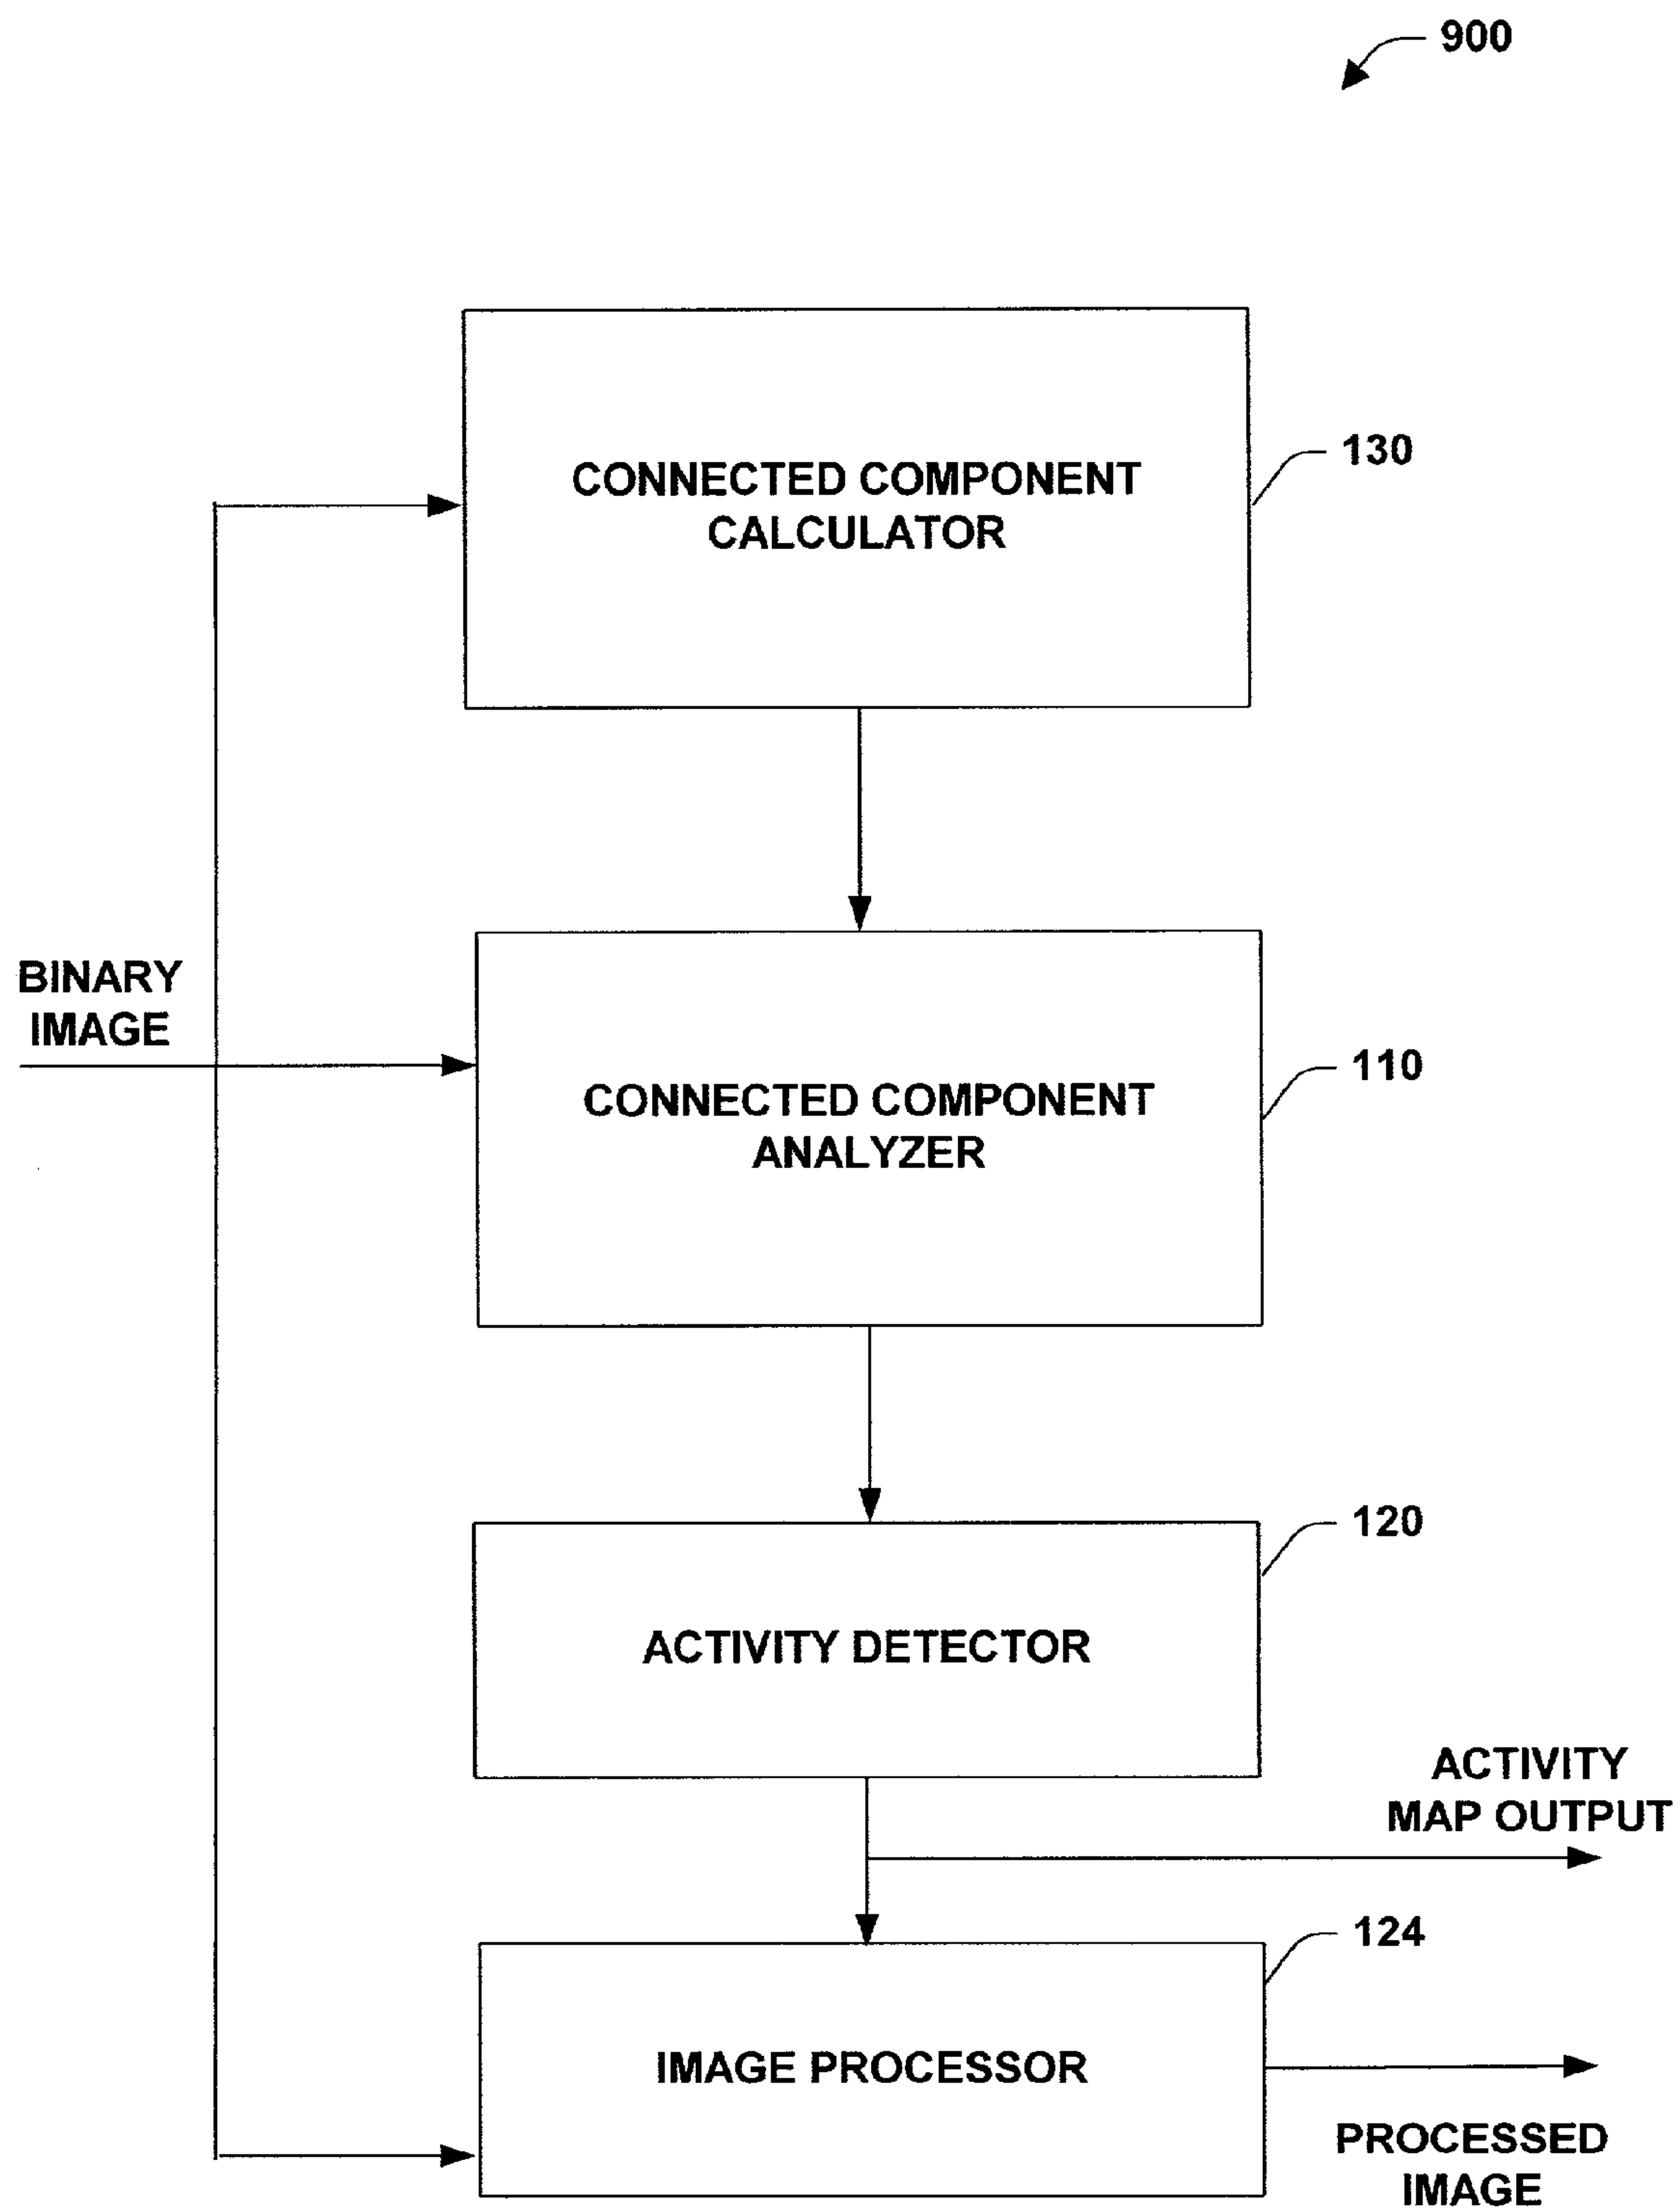 900
CONNECTED COMPONENT
CALCULATOR
130
BINARY
IMAGE
CONNECTED COMPONENT
ANALYZER
110
ACTIVITY DETECTOR
120
ACTIVITY
MAP OUTPUT
IMAGE PROCESSOR
124
PROCESSED
IMAGE